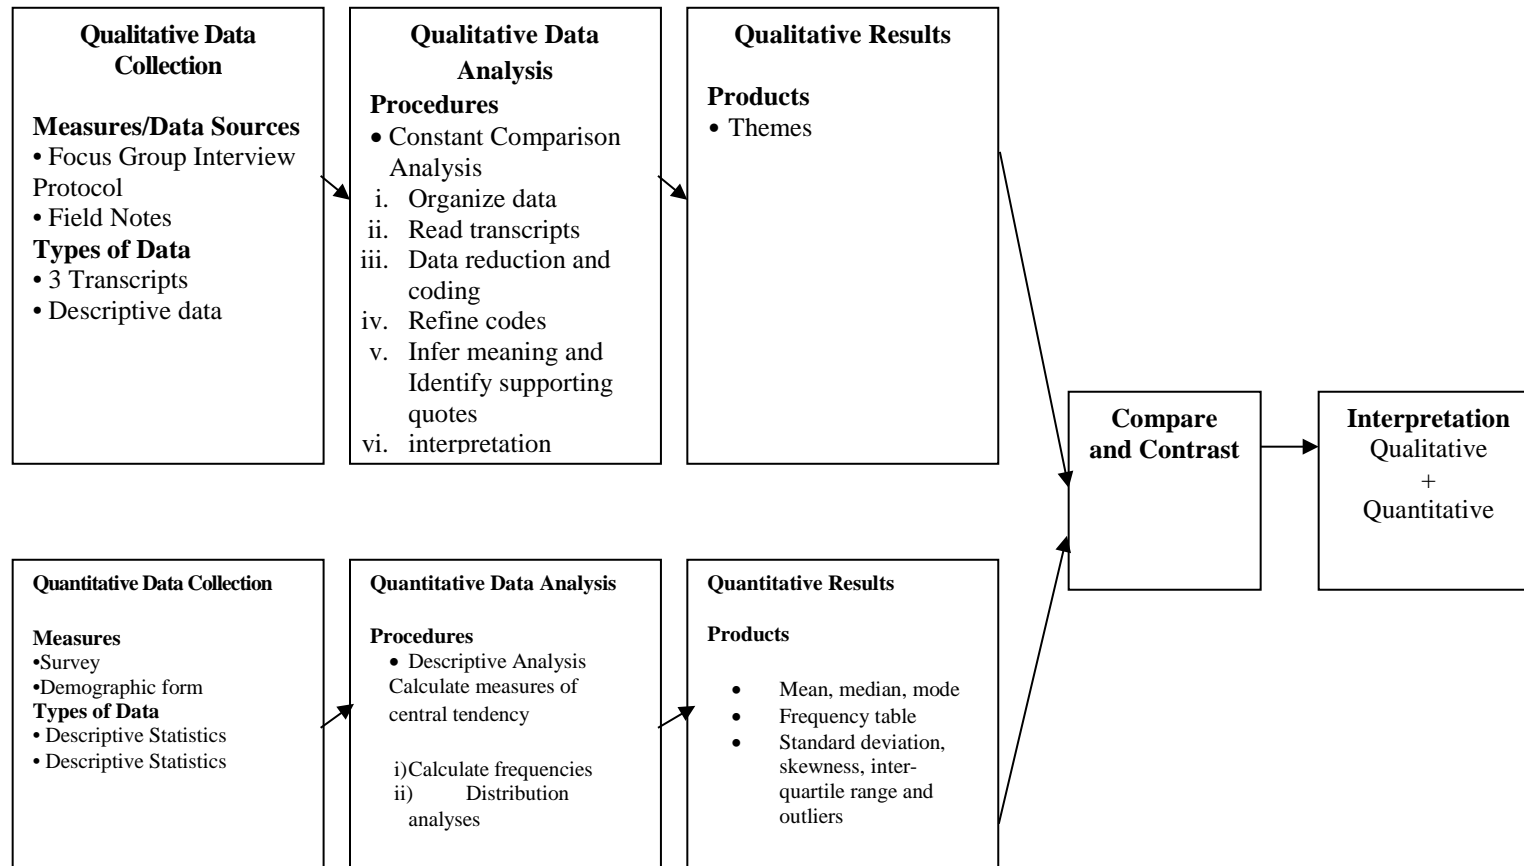 Qualitative Data
Collection
Measures/Data Sources
• Focus Group Interview
Protocol
• Field Notes
Types of Data
• 3 Transcripts
• Descriptive data
Qualitative Data
Analysis
Procedures
• Constant Comparison
Analysis
i. Organize data
ii. Read transcripts
iii. Data reduction and
coding
iv. Refine codes
v. Infer meaning and
Identify supporting
quotes
vi. interpretation
Qualitative Results
Products
• Themes
Quantitative Data Collection
Measures
•Survey
•Demographic form
Types of Data
• Descriptive Statistics
• Descriptive Statistics
Quantitative Data Analysis
Procedures
• Descriptive Analysis
Calculate measures of
central tendency
i)Calculate frequencies
ii) Distribution
analyses
Quantitative Results
Products
• Mean, median, mode
• Frequency table
• Standard deviation,
skewness, inter-
quartile range and
outliers
Compare
and Contrast
Interpretation
Qualitative
+
Quantitative